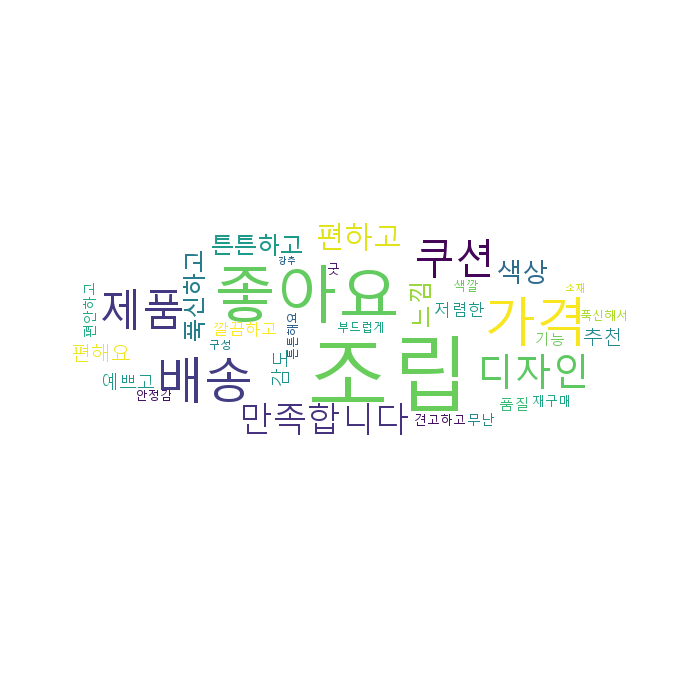 편하고
튼튼하고
강추
쿠션
굿
색상
폭신하고
좋아요
느낌
색깔
소재
편안하고
제품
저렴한
가격
폭신해서
부드럽게
깔끔하고
튼튼해요
기능
추천
구성
편해요
조립
디자인
예쁘고
배송
감도
안정감
만족합니다
견고하고
무난
품질
재구매